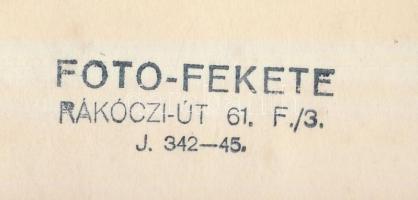 FOTO-FEKETE
RÁKÓCZI-ÚT 61. F./3.
J. 342—45.